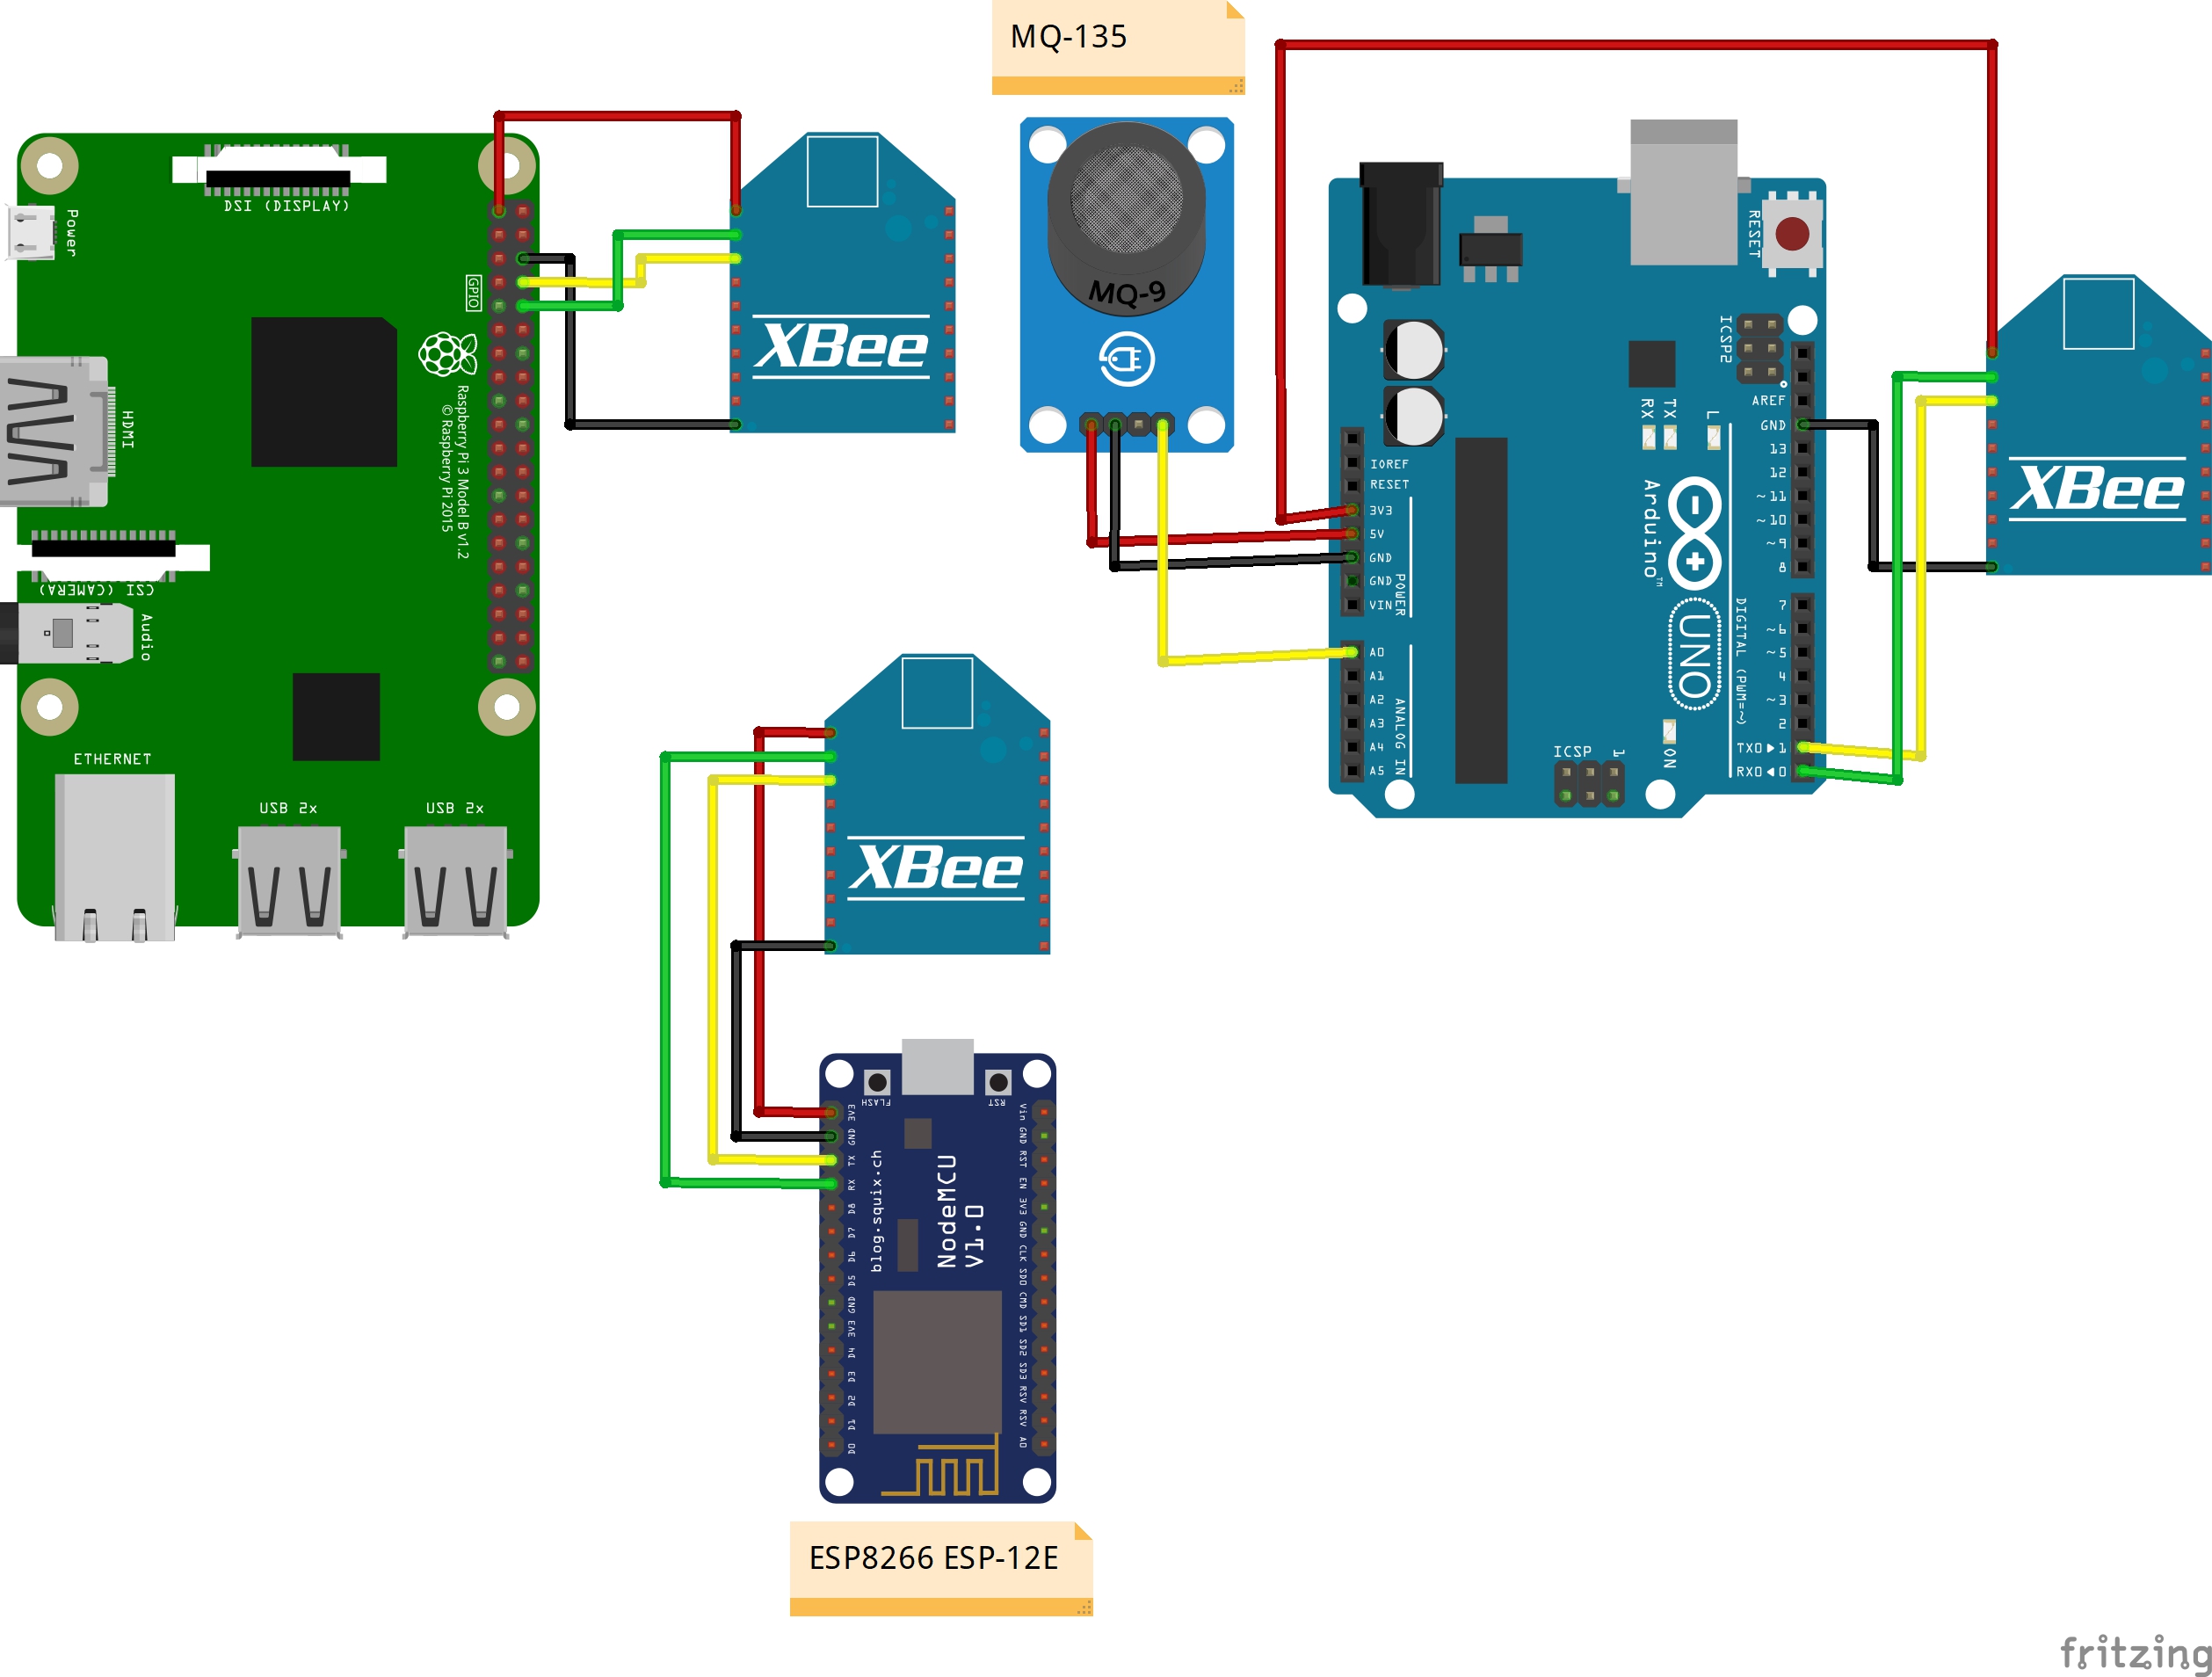 MQ-135
DSI (DISPLAY)
Power
GPIO
HDMI
Raspberry Pi 3 Model B v1.2
© Raspberry Pi 2015
CSI (CAMERA)
Audio
ETHERNET
USB 2x
USB 2x
XBee
MQ-9
RESET
ICSP2
AREF
GND
13
12
~11
~10
~9
8
7
~6
~5
4
~3
2
TX0▶1
RX0◀0
RX
TX
L
IOREF
RESET
3V3
5V
GND
GND
VIN
POWER
A0
A1
A2
A3
A4
A5
ANALOG IN
Arduino™
UNO
DIGITAL (PWM=~)
ON
ICSP
1
XBee
XBee
FLASH
RST
3V3
GND
TX
RX
D8
D7
D6
D5
GND
3V3
D4
D3
D2
D1
D0
blog.squix.ch
NodeMCU
V1.0
Vin
GND
RST
EN
3V3
GND
CLK
SD0
CMD
SD1
SD2
SD3
RSV
RSV
A0
ESP8266 ESP-12E
fritzing